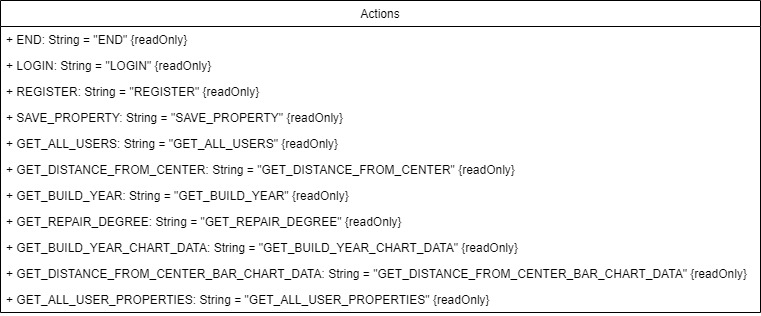 Actions
+ END: String = "END" {readOnly}
+ LOGIN: String = "LOGIN" {readOnly}
+ REGISTER: String = "REGISTER" {readOnly}
+ SAVE_PROPERTY: String = "SAVE_PROPERTY" {readOnly}
+ GET_ALL_USERS: String = "GET_ALL_USERS" {readOnly}
+ GET_DISTANCE_FROM_CENTER: String = "GET_DISTANCE_FROM_CENTER" {readOnly}
+ GET_BUILD_YEAR: String = "GET_BUILD_YEAR" {readOnly}
+ GET_REPAIR_DEGREE: String = "GET_REPAIR_DEGREE" {readOnly}
+ GET_BUILD_YEAR_CHART_DATA: String = "GET_BUILD_YEAR_CHART_DATA" {readOnly}
+ GET_DISTANCE_FROM_CENTER_BAR_CHART_DATA: String = "GET_DISTANCE_FROM_CENTER_BAR_CHART_DATA" {readOnly}
+ GET_ALL_USER_PROPERTIES: String = "GET_ALL_USER_PROPERTIES" {readOnly}